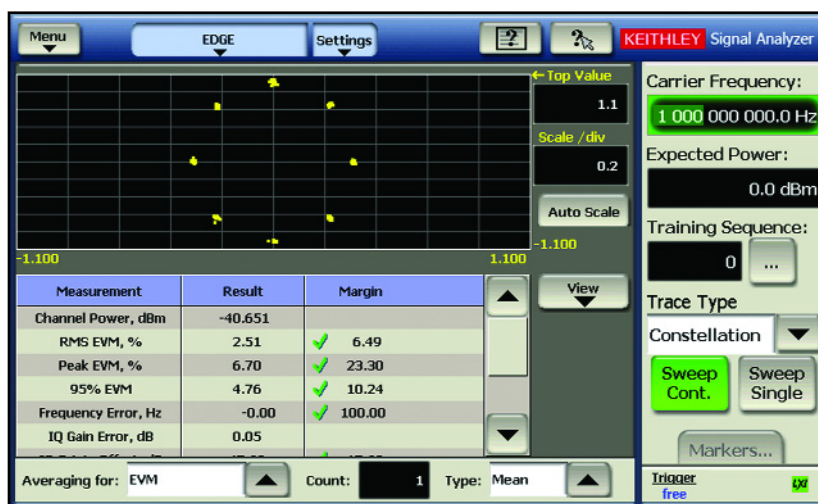 Menu
EDGE
Settings
KEITHLEY Signal Analyzer
←Top Value
1.1
Scale /div
0.2
Auto Scale
-1.100
-1.100
1.100
View
Measurement Result Margin
Channel Power, dBm -40.651
RMS EVM, % 2.51 6.49
Peak EVM, % 6.70 23.30
95% EVM 4.76 10.24
Frequency Error, Hz -0.00 100.00
IQ Gain Error, dB 0.05
Averaging for: EVM Count: 1 Type: Mean
Carrier Frequency:
1 000 000 000.0 Hz
Expected Power:
0.0 dBm
Training Sequence:
0 ...
Trace Type
Constellation
Sweep Cont.
Sweep Single
Markers...
Trigger
free
LXI